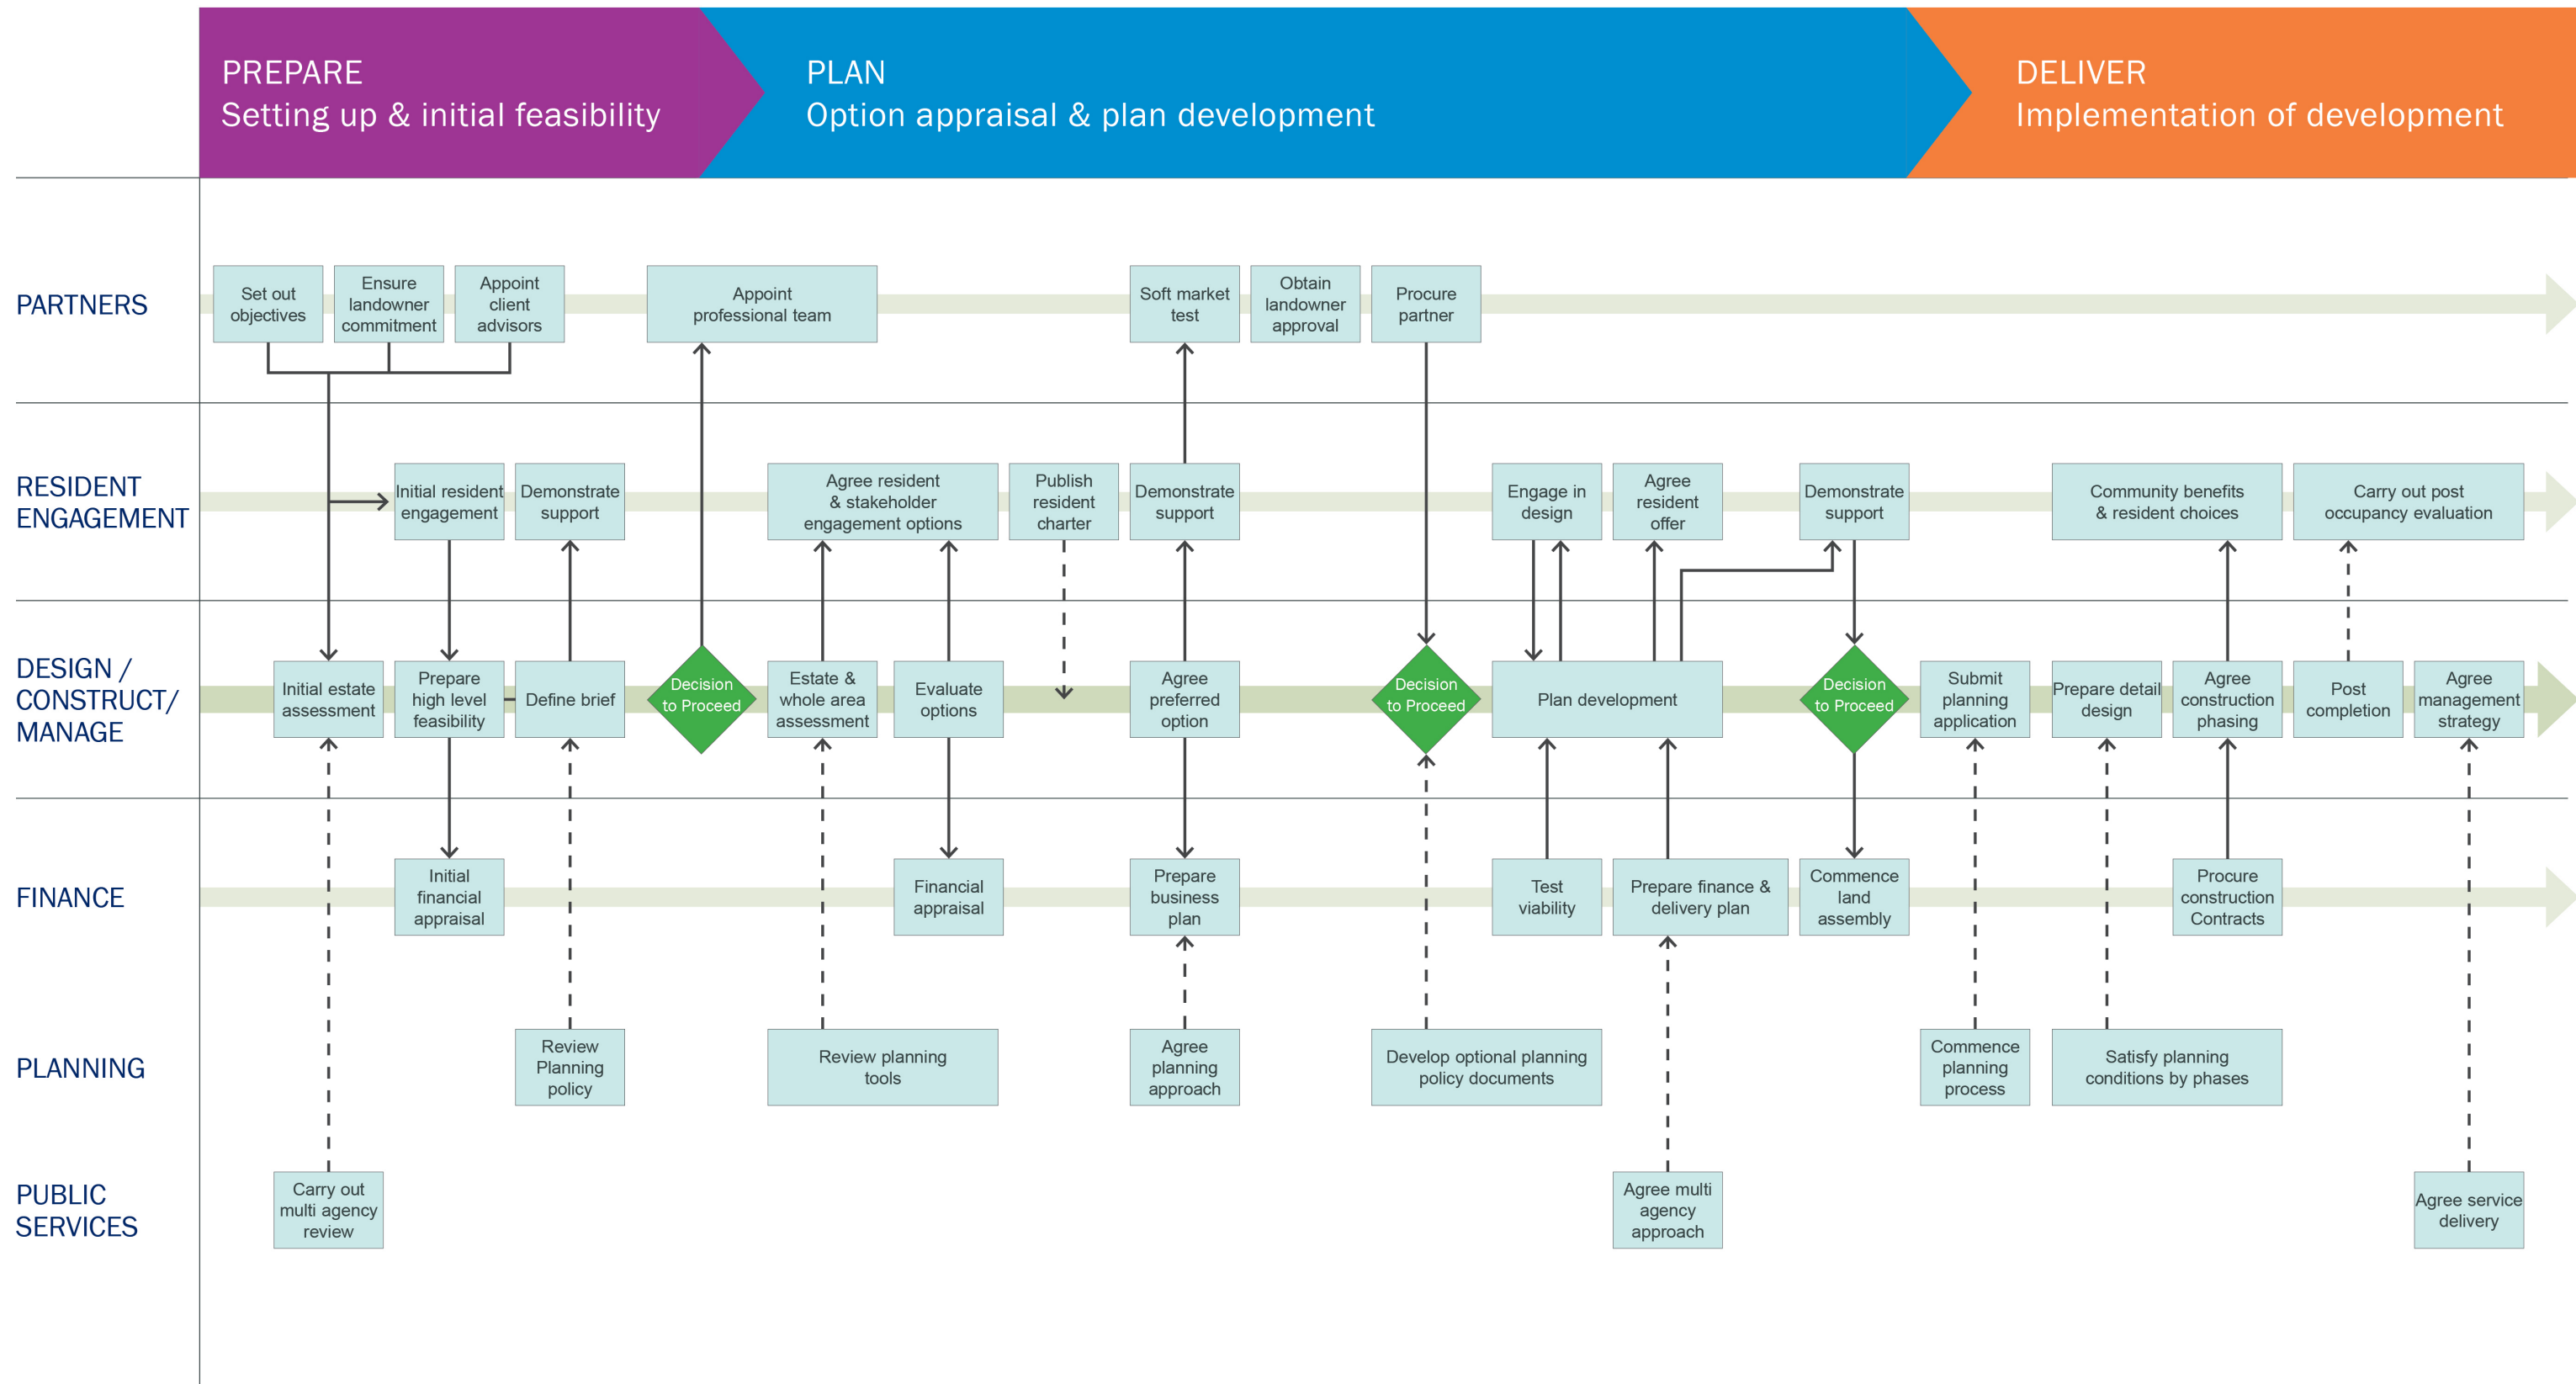 PREPARE
Setting up & initial feasibility
PLAN
Option appraisal & plan development
DELIVER
Implementation of development
PARTNERS
Set out
objectives
Ensure
landowner
commitment
Appoint
client
advisors
Appoint
professional team
Soft market
test
Obtain
landowner
approval
Procure
partner
RESIDENT
ENGAGEMENT
Initial resident
engagement
Demonstrate
support
Agree resident
& stakeholder
engagement options
Publish
resident
charter
Demonstrate
support
Engage in
design
Agree
resident
offer
Demonstrate
support
Community benefits
& resident choices
Carry out post
occupancy evaluation
DESIGN /
CONSTRUCT/
MANAGE
Initial estate
assessment
Prepare
high level
feasibility
Define brief
Decision
to Proceed
Estate &
whole area
assessment
Evaluate
options
Agree
preferred
option
Decision
to Proceed
Plan development
Decision
to Proceed
Submit
planning
application
Prepare detail
design
Agree
construction
phasing
Post
completion
Agree
management
strategy
FINANCE
Initial
financial
appraisal
Financial
appraisal
Prepare
business
plan
Test
viability
Prepare finance &
delivery plan
Commence
land
assembly
Procure
construction
Contracts
PLANNING
Review
Planning
policy
Review planning
tools
Agree
planning
approach
Develop optional planning
policy documents
Commence
planning
process
Satisfy planning
conditions by phases
PUBLIC
SERVICES
Carry out
multi agency
review
Agree multi
agency
approach
Agree service
delivery